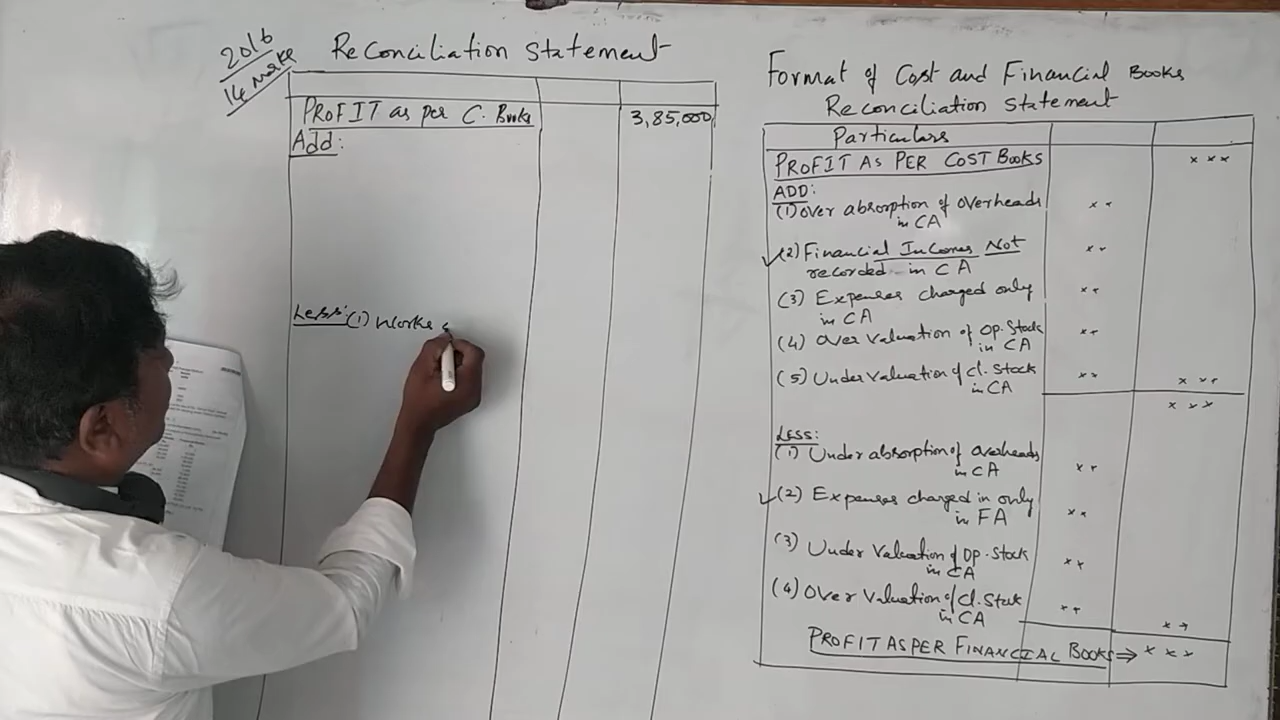 2016
14 marks
Reconciliation Statement
PROFIT as per C. Books
3,85,000
Add:
Less: (1) Works
Format of Cost and Financial Books
Reconciliation Statement
Particulars
PROFIT AS PER COST BOOKS
x x x
ADD:
(1) Over absorption of overheads
in CA
x x
(2) Financial Incomes Not
recorded in CA
x x
(3) Expenses charged only
in CA
x x
(4) Over Valuation of Op. Stock
in CA
x x
(5) Under Valuation of Cl. Stock
in CA
x x
x x x
x x x
LESS:
(1) Under absorption of overheads
in CA
x x
(2) Expenses charged in only
in FA
x x
(3) Under Valuation of Op. Stock
in CA
x x
(4) Over Valuation of Cl. Stock
in CA
x x
x x
PROFIT AS PER FINANCIAL BOOKS ⇒ x x x